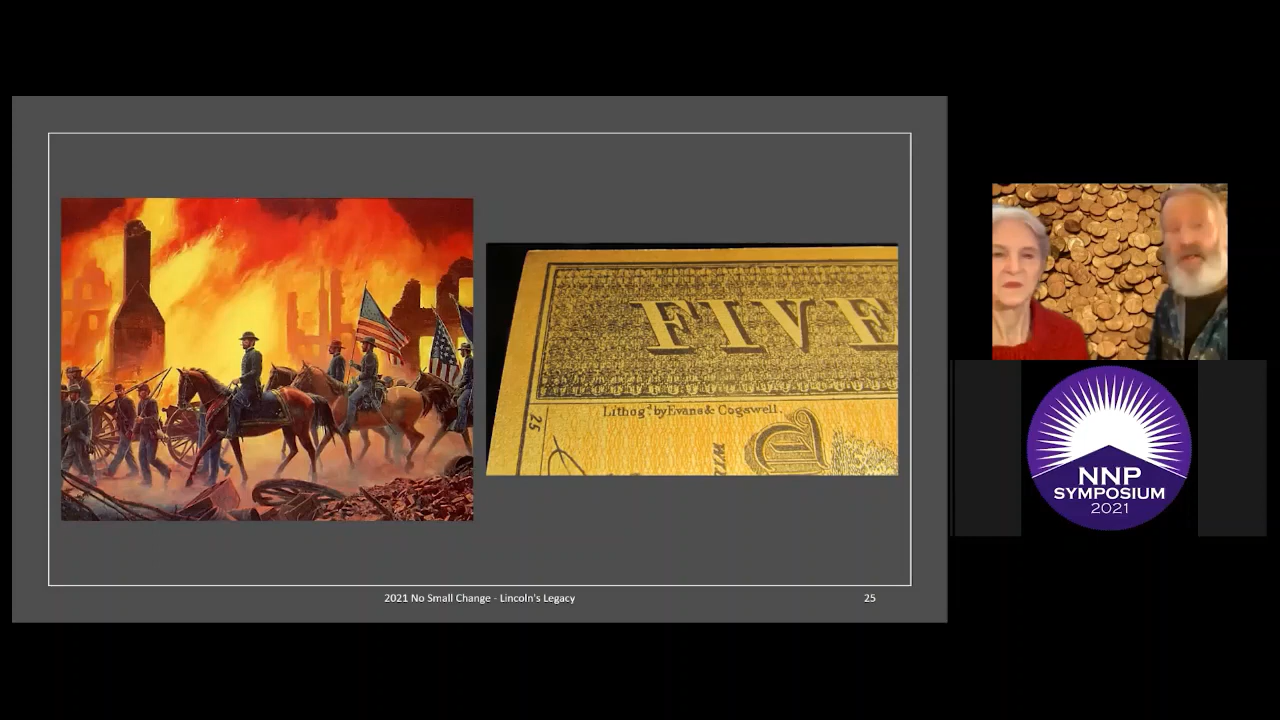 FIVE
Lithog'd by Evans & Cogswell.
25
NNP
SYMPOSIUM
2021
2021 No Small Change - Lincoln's Legacy
25